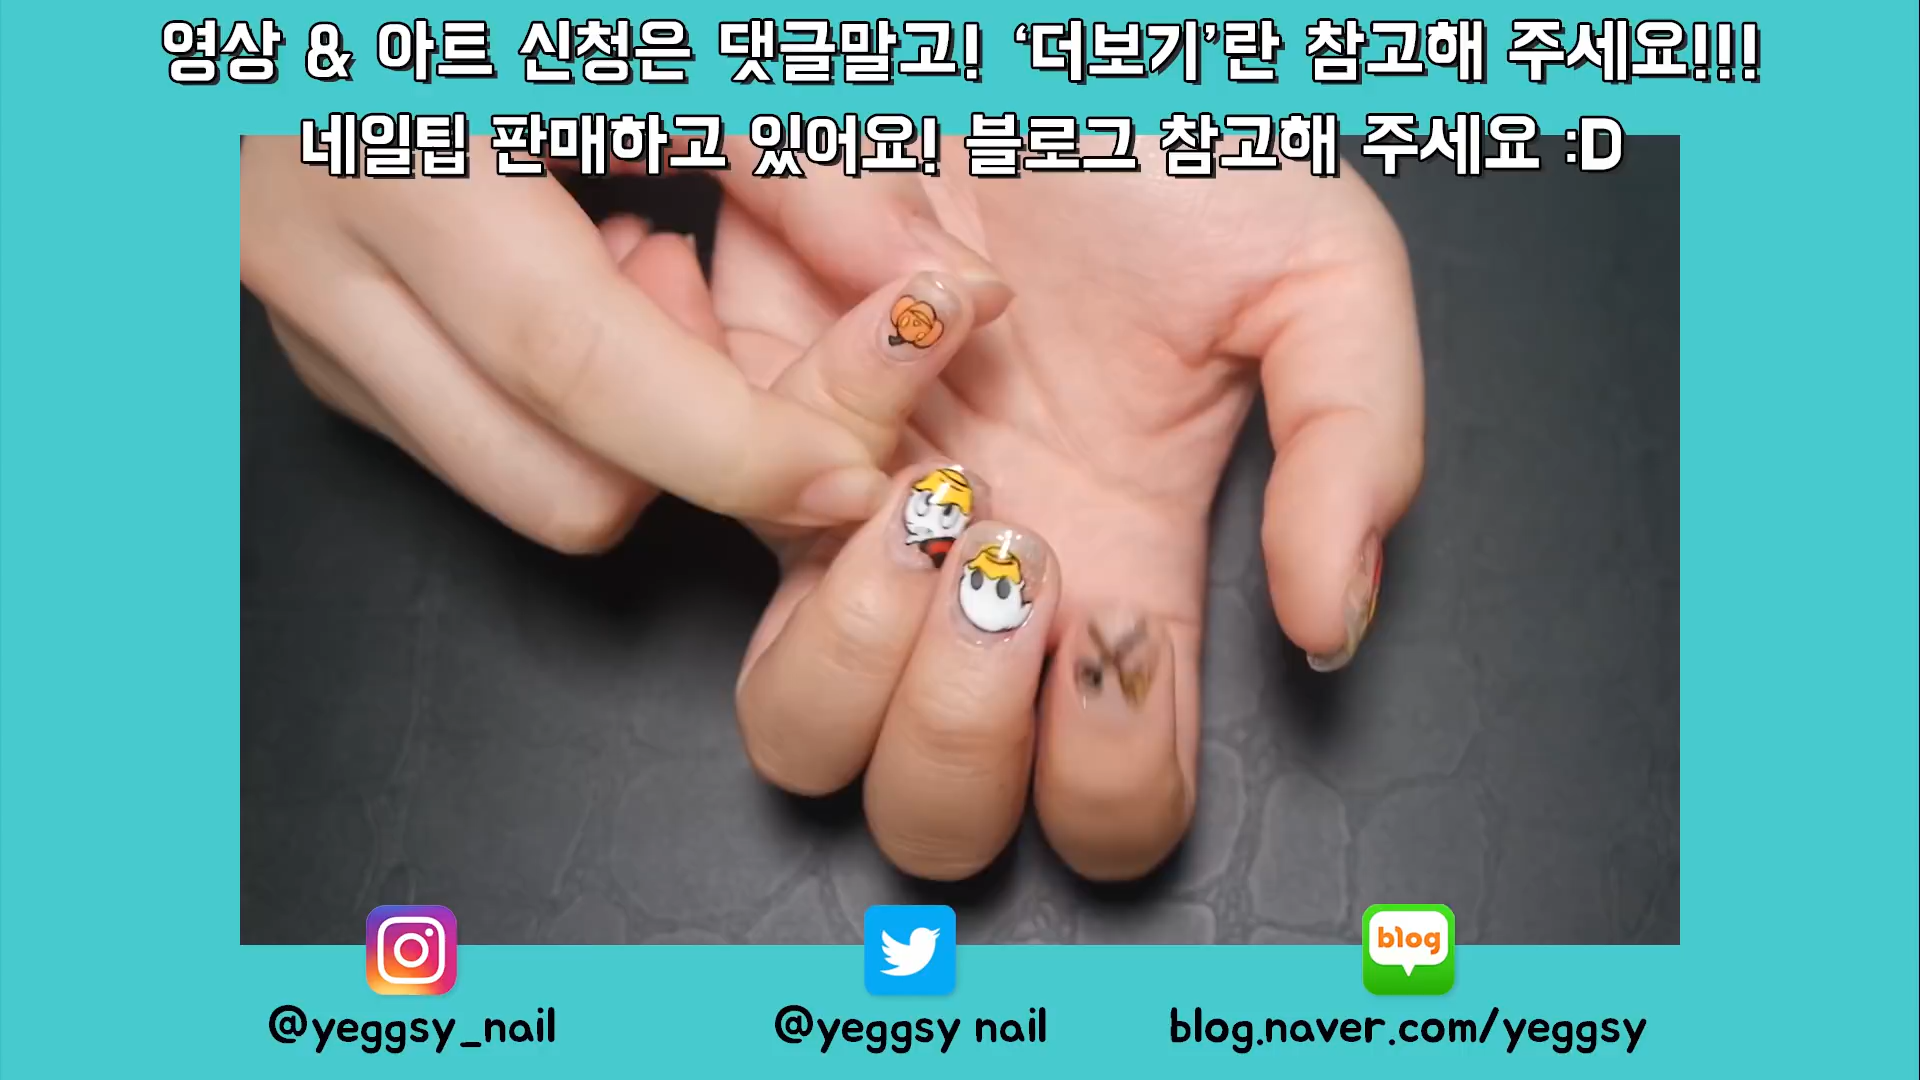 영상 & 아트 신청은 댓글말고! ‘더보기’란 참고해 주세요!!!
네일팁 판매하고 있어요! 블로그 참고해 주세요 :D
blog
@yeggsy_nail
@yeggsy nail
blog.naver.com/yeggsy